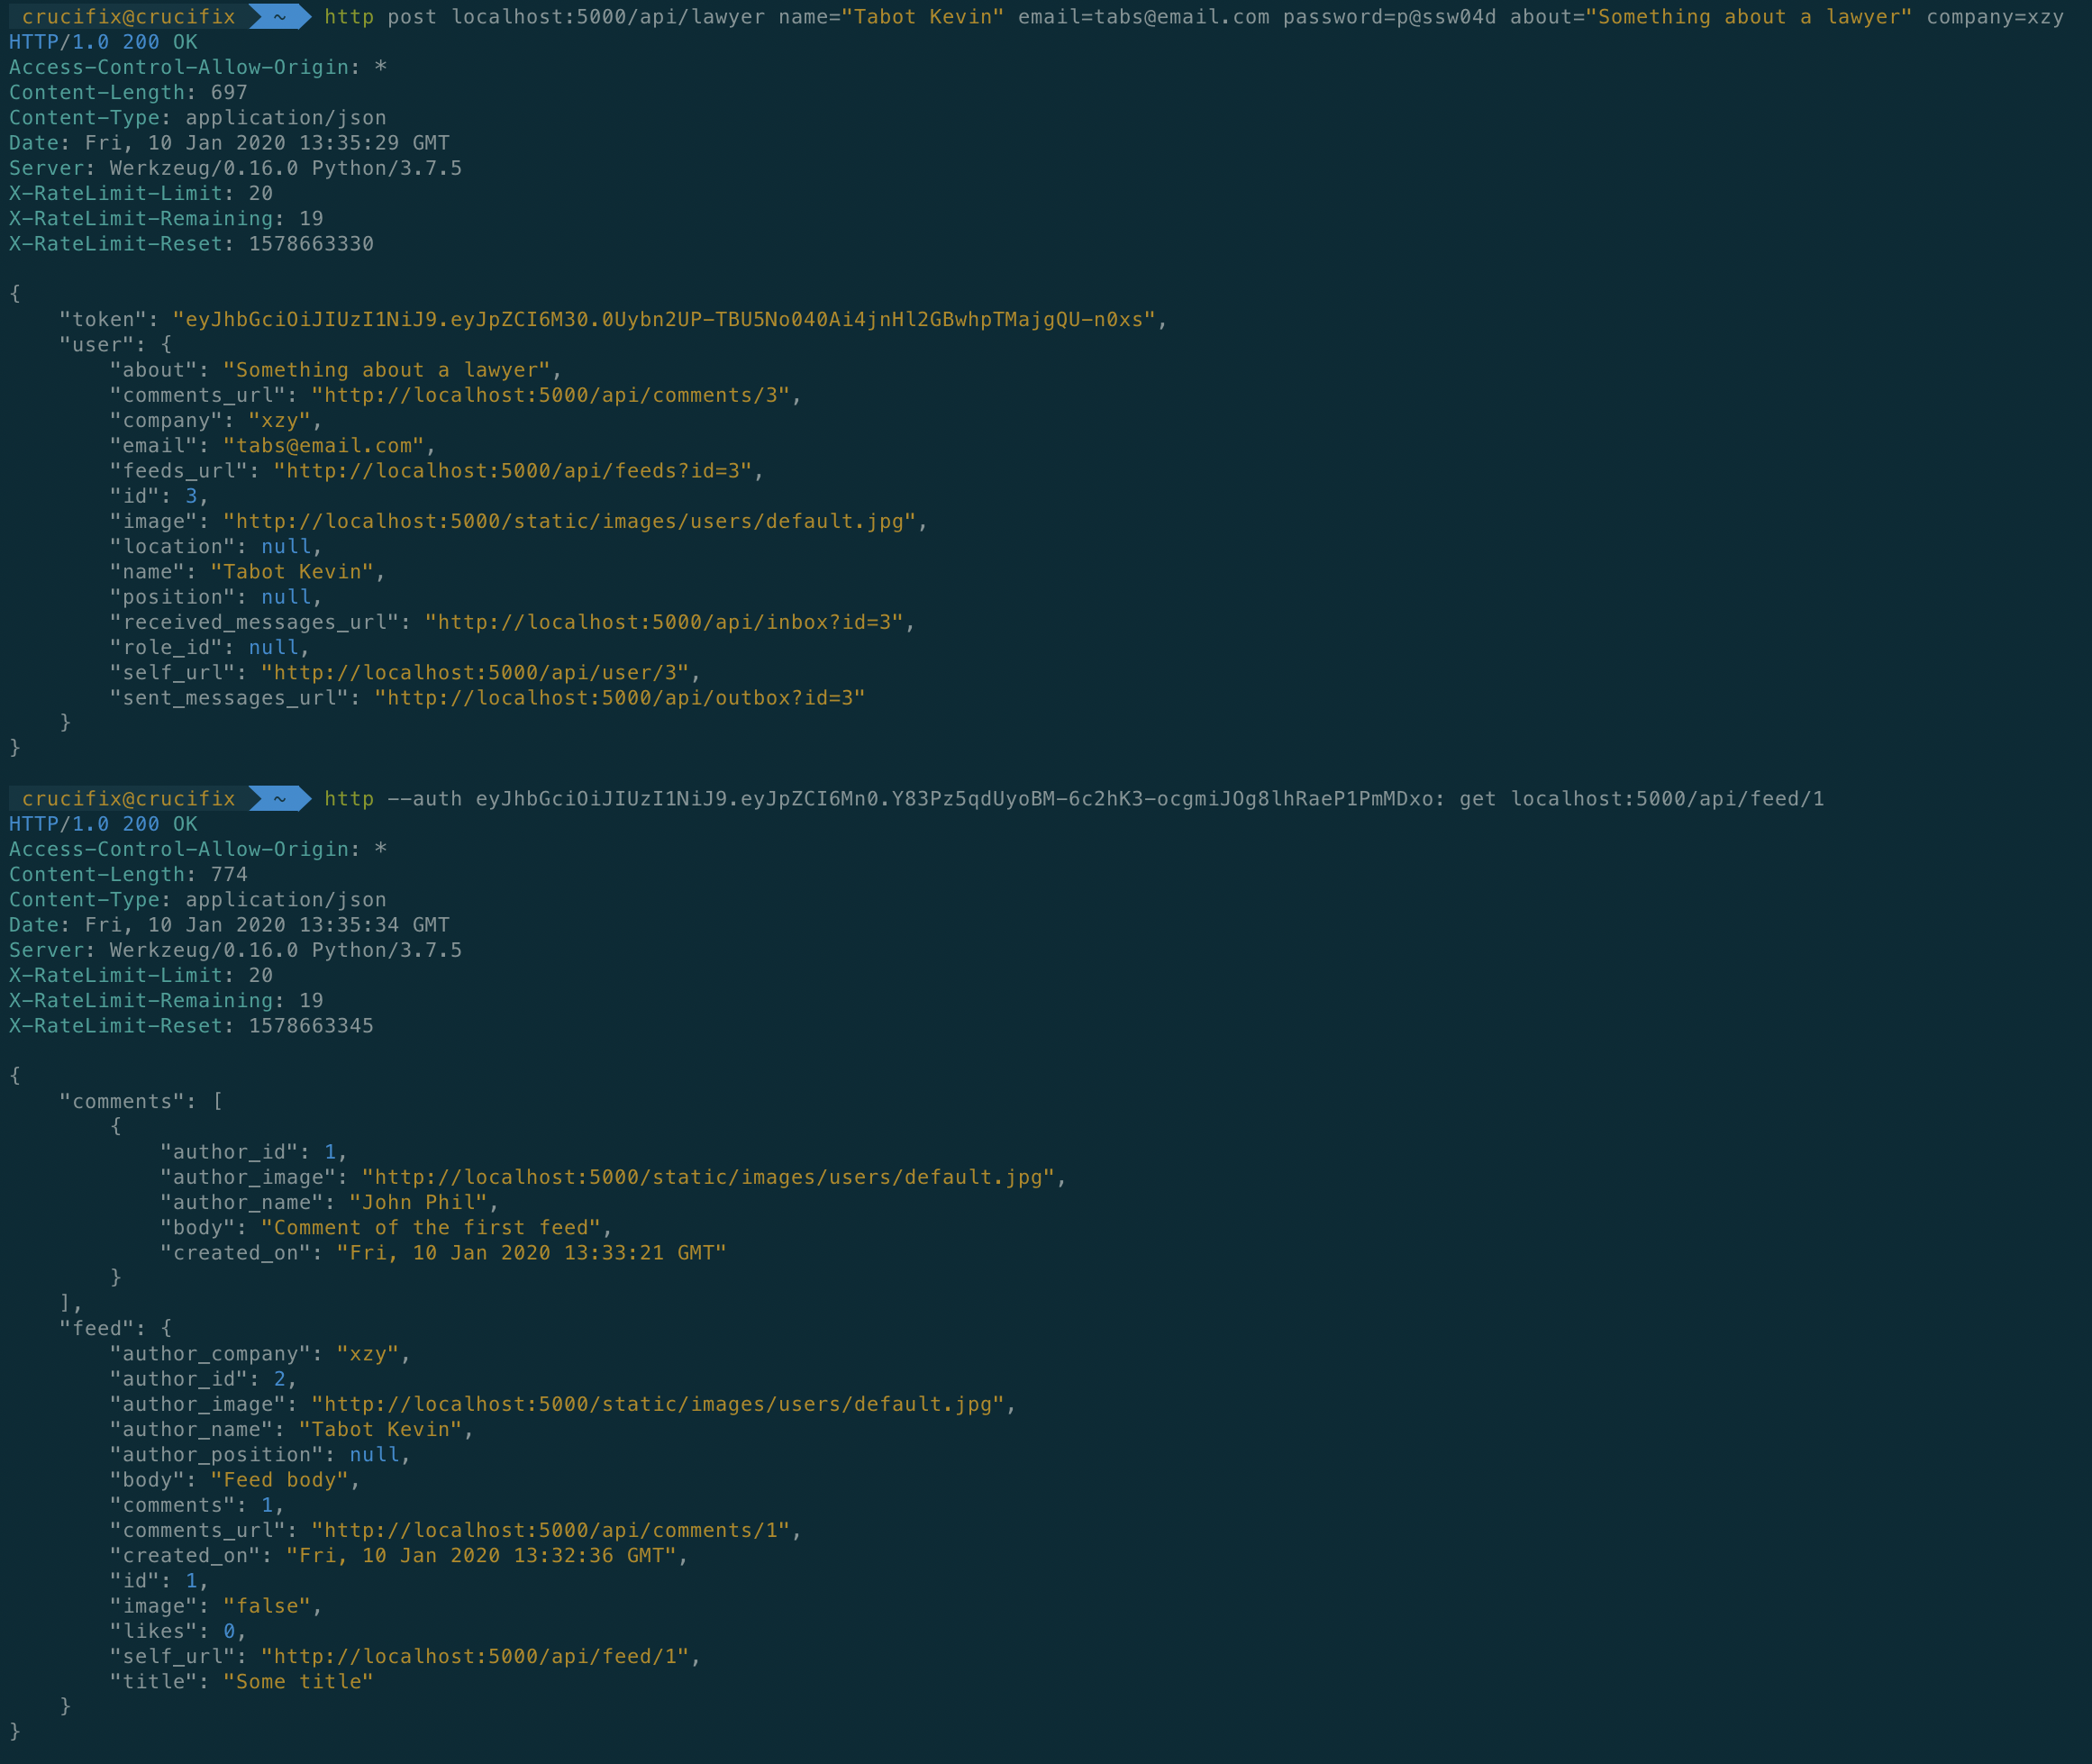 crucifix@crucifix ~ http post localhost:5000/api/lawyer name="Tabot Kevin" email=tabs@email.com password=p@ssw04d about="Something about a lawyer" company=xzy
HTTP/1.0 200 OK
Access-Control-Allow-Origin: *
Content-Length: 697
Content-Type: application/json
Date: Fri, 10 Jan 2020 13:35:29 GMT
Server: Werkzeug/0.16.0 Python/3.7.5
X-RateLimit-Limit: 20
X-RateLimit-Remaining: 19
X-RateLimit-Reset: 1578663330
{
    "token": "eyJhbGciOiJIUzI1NiJ9.eyJpZCI6M30.0Uybn2UP-TBU5No040Ai4jnHl2GBwhpTMajgQU-n0xs",
    "user": {
        "about": "Something about a lawyer",
        "comments_url": "http://localhost:5000/api/comments/3",
        "company": "xzy",
        "email": "tabs@email.com",
        "feeds_url": "http://localhost:5000/api/feeds?id=3",
        "id": 3,
        "image": "http://localhost:5000/static/images/users/default.jpg",
        "location": null,
        "name": "Tabot Kevin",
        "position": null,
        "received_messages_url": "http://localhost:5000/api/inbox?id=3",
        "role_id": null,
        "self_url": "http://localhost:5000/api/user/3",
        "sent_messages_url": "http://localhost:5000/api/outbox?id=3"
    }
}
crucifix@crucifix ~ http --auth eyJhbGciOiJIUzI1NiJ9.eyJpZCI6Mn0.Y83Pz5qdUyoBM-6c2hK3-ocgmiJOg8lhRaeP1PmMDxo: get localhost:5000/api/feed/1
HTTP/1.0 200 OK
Access-Control-Allow-Origin: *
Content-Length: 774
Content-Type: application/json
Date: Fri, 10 Jan 2020 13:35:34 GMT
Server: Werkzeug/0.16.0 Python/3.7.5
X-RateLimit-Limit: 20
X-RateLimit-Remaining: 19
X-RateLimit-Reset: 1578663345
{
    "comments": [
        {
            "author_id": 1,
            "author_image": "http://localhost:5000/static/images/users/default.jpg",
            "author_name": "John Phil",
            "body": "Comment of the first feed",
            "created_on": "Fri, 10 Jan 2020 13:33:21 GMT"
        }
    ],
    "feed": {
        "author_company": "xzy",
        "author_id": 2,
        "author_image": "http://localhost:5000/static/images/users/default.jpg",
        "author_name": "Tabot Kevin",
        "author_position": null,
        "body": "Feed body",
        "comments": 1,
        "comments_url": "http://localhost:5000/api/comments/1",
        "created_on": "Fri, 10 Jan 2020 13:32:36 GMT",
        "id": 1,
        "image": "false",
        "likes": 0,
        "self_url": "http://localhost:5000/api/feed/1",
        "title": "Some title"
    }
}